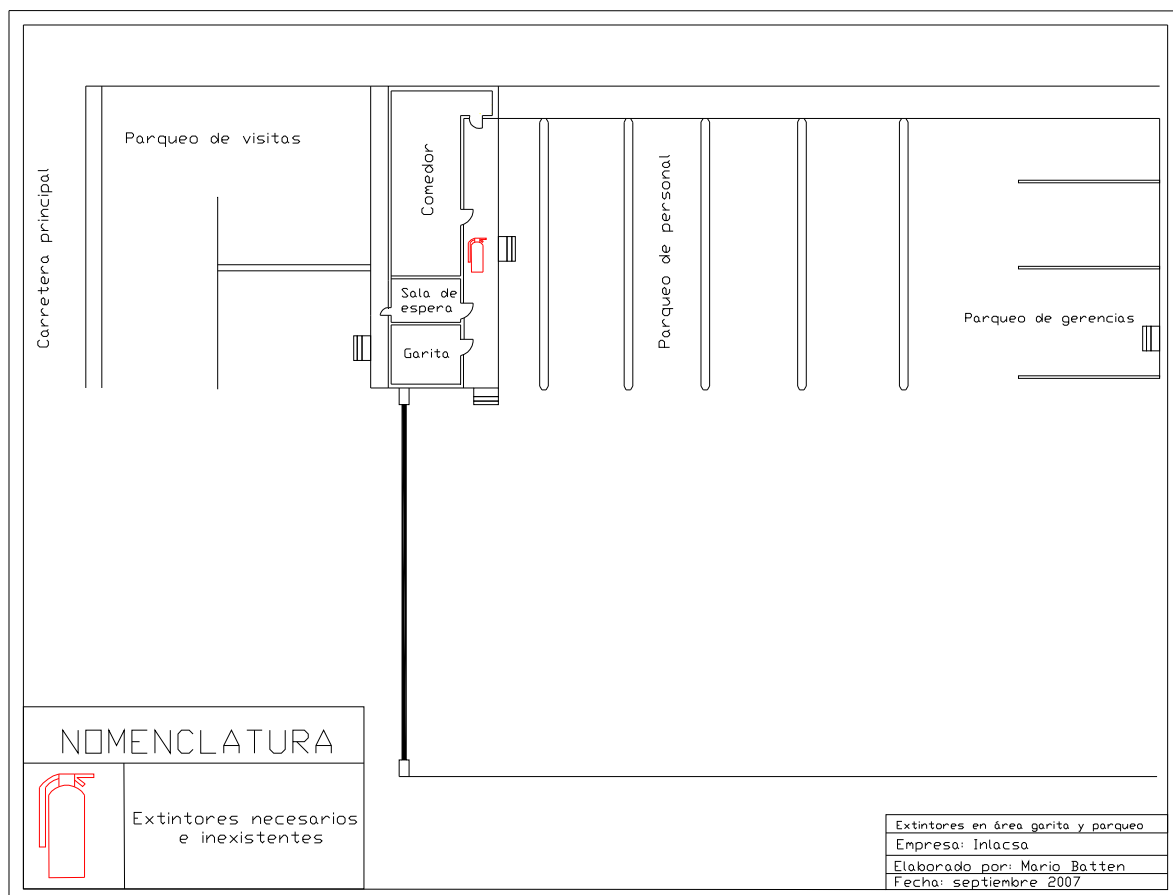 Parqueo de visitas
Carretera principal
Comedor
Sala de
espera
Garita
Parqueo de personal
Parqueo de gerencias
NOMENCLATURA
Extintores necesarios
e inexistentes
Extintores en área garita y parqueo
Empresa: Inlacsa
Elaborado por: Mario Batten
Fecha: septiembre 2007